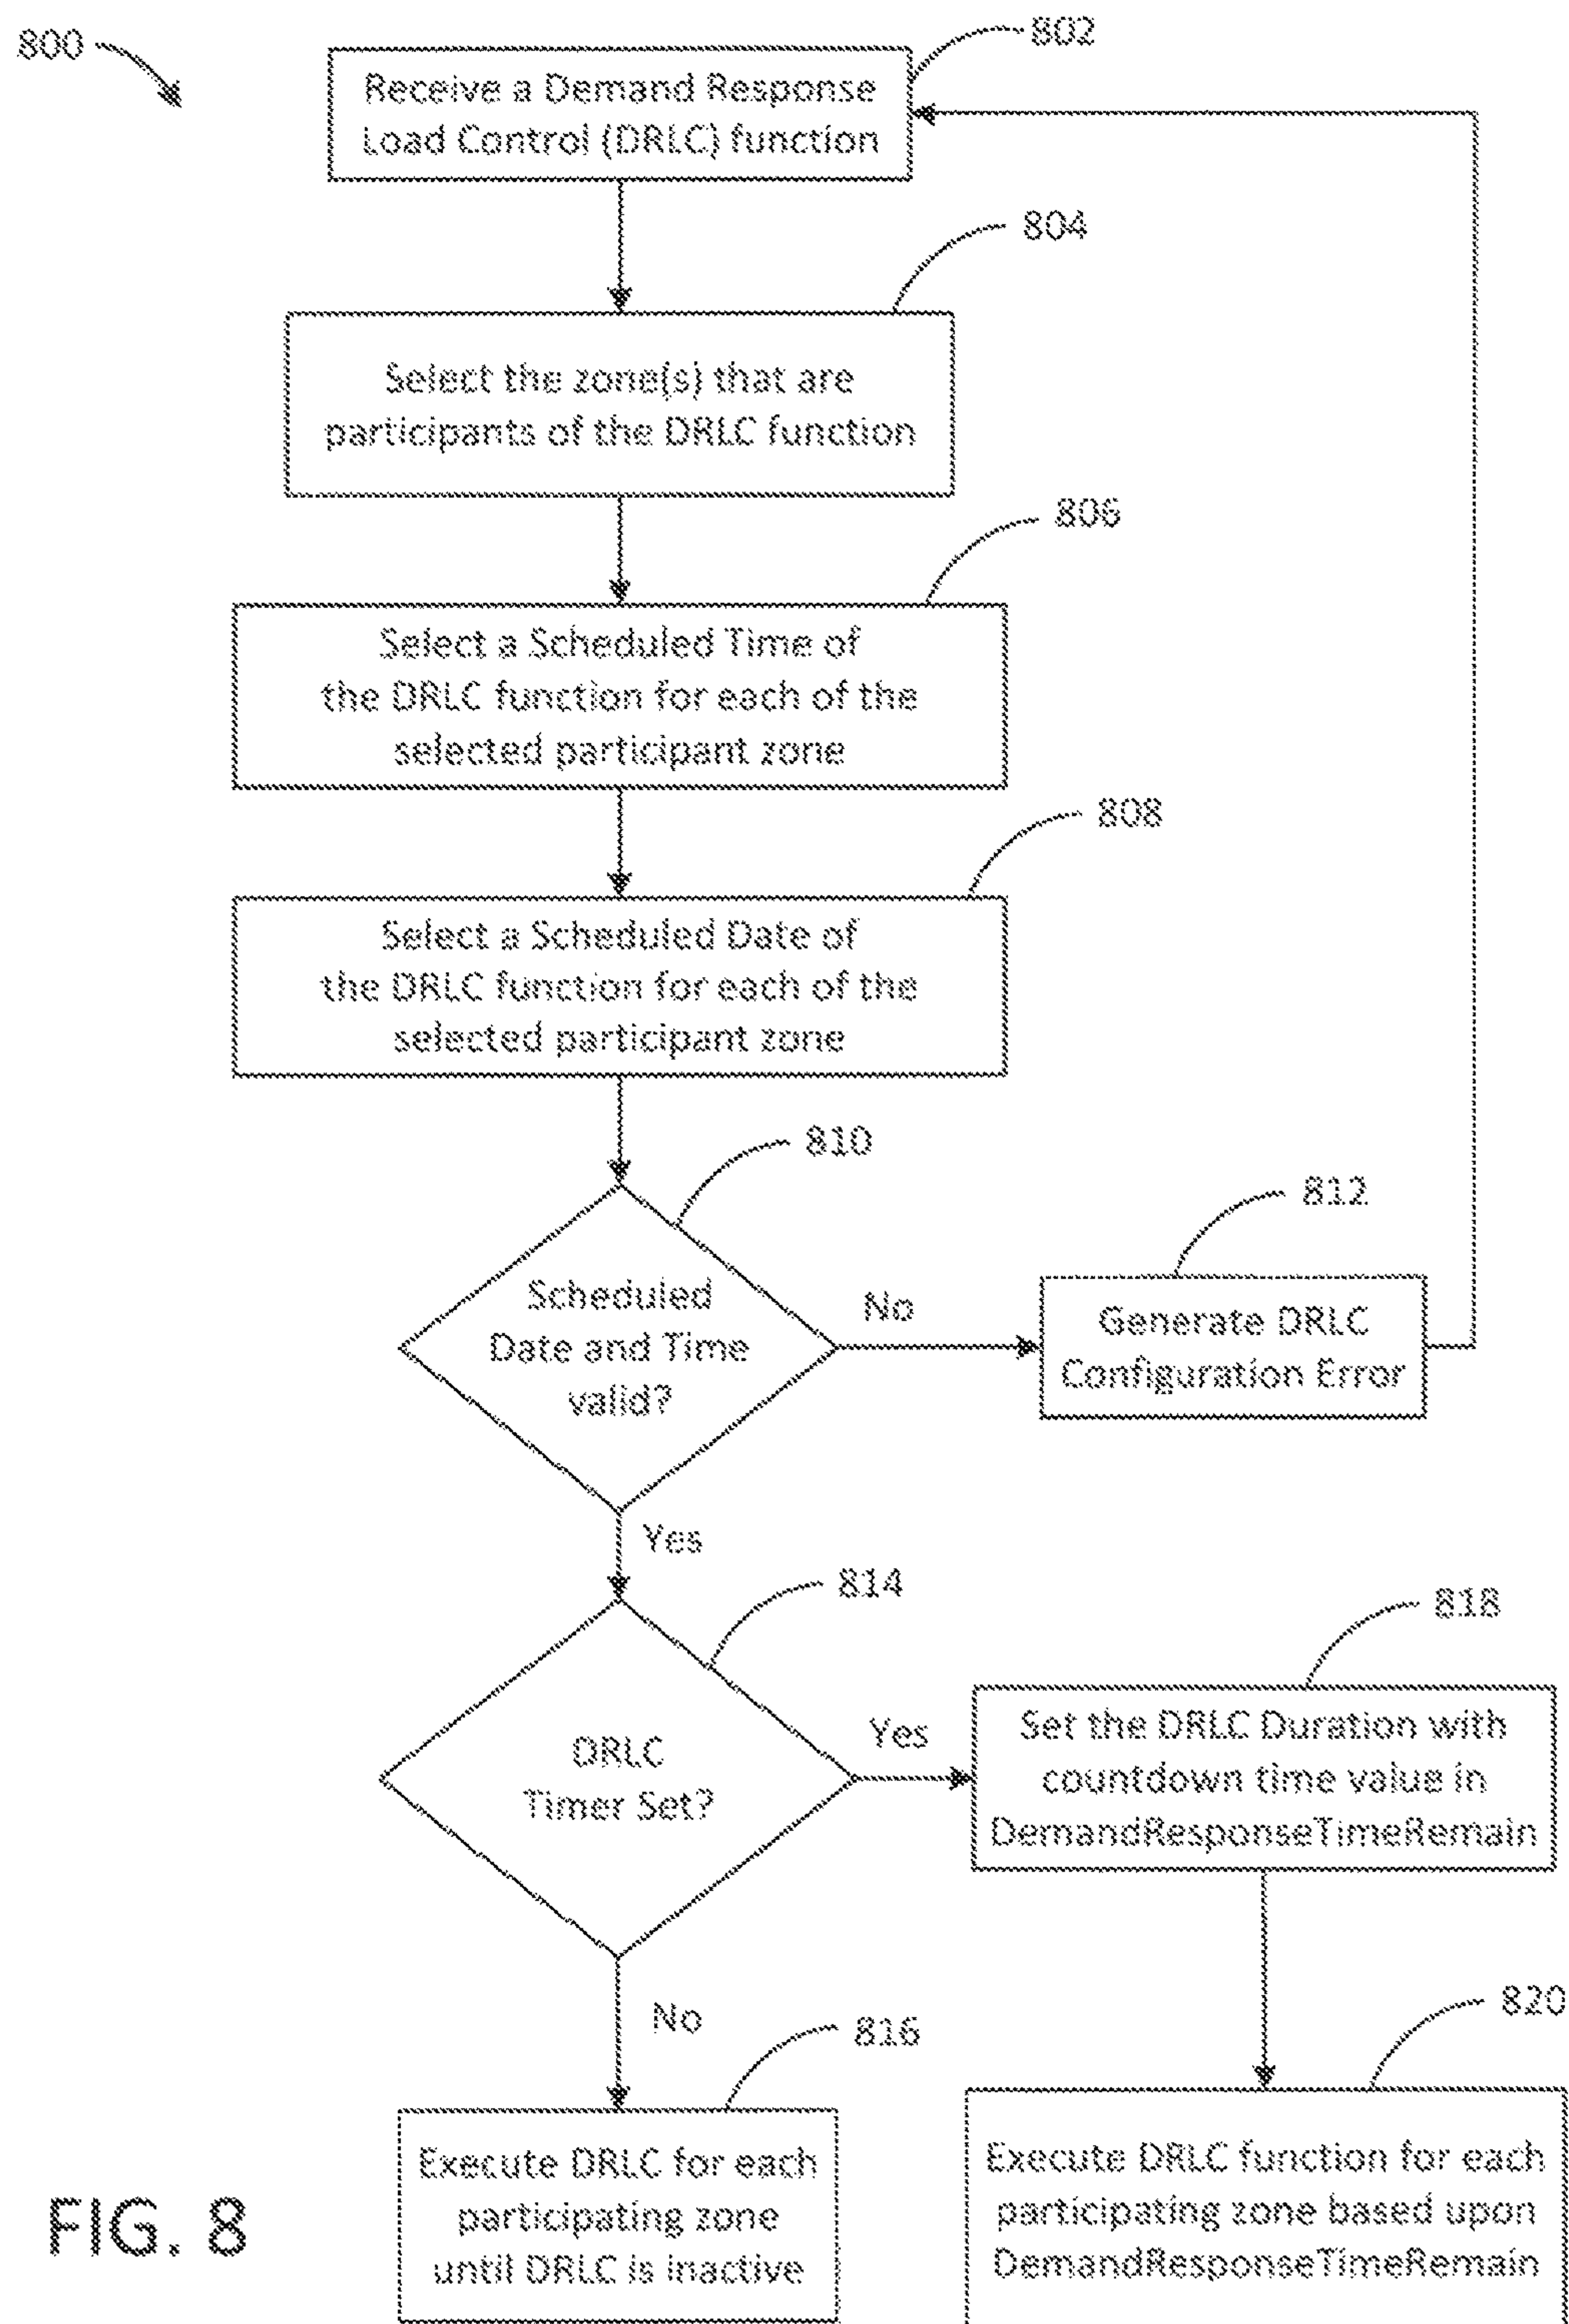 800
802
Receive a Demand Response
Load Control (DRLC) function
804
Select the zone(s) that are
participants of the DRLC function
806
Select a Scheduled Time of
the DRLC function for each of the
selected participant zone
808
Select a Scheduled Date of
the DRLC function for each of the
selected participant zone
810
Scheduled
Date and Time
valid?
No
812
Generate DRLC
Configuration Error
Yes
814
DRLC
Timer Set?
Yes
818
Set the DRLC Duration with
countdown time value in
DemandResponseTimeRemain
No
816
Execute DRLC for each
participating zone
until DRLC is inactive
820
Execute DRLC function for each
participating zone based upon
DemandResponseTimeRemain
FIG. 8